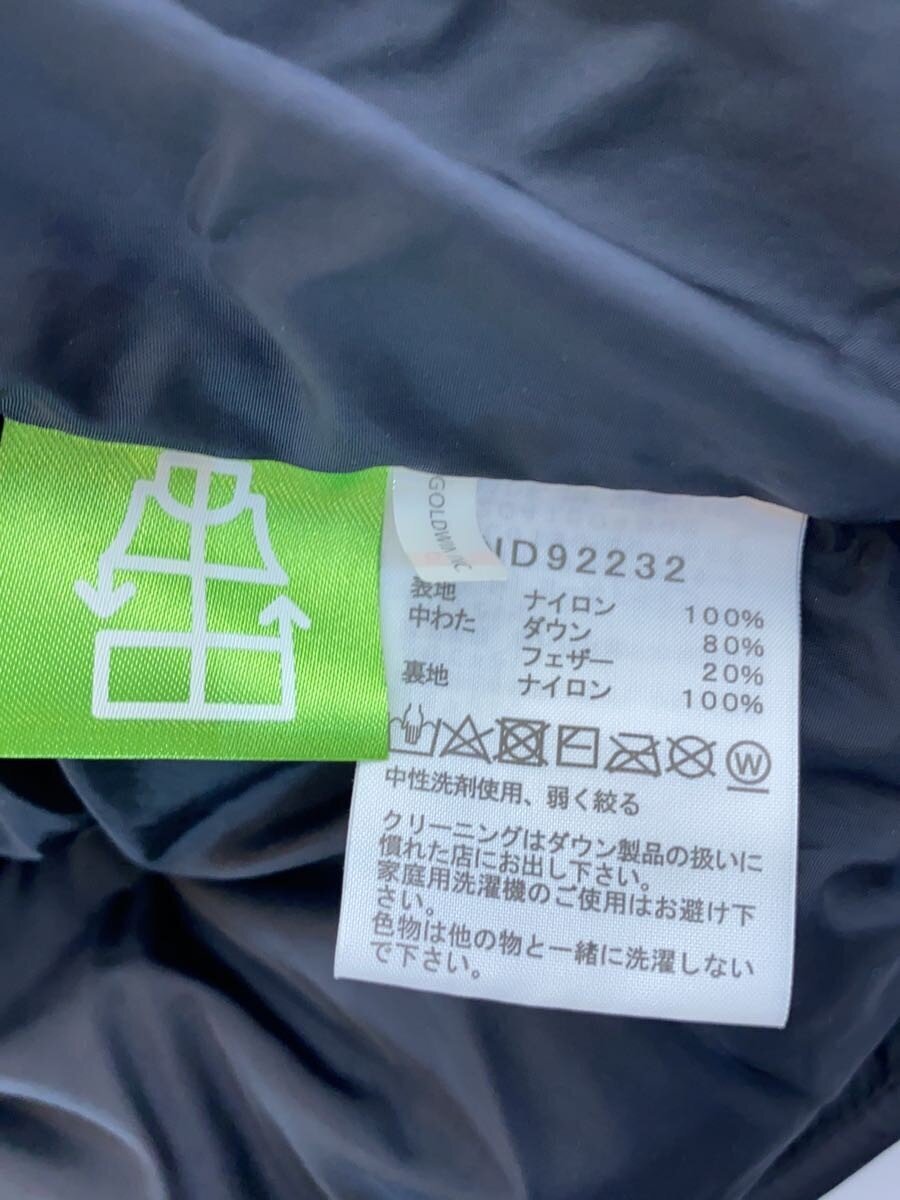 GOLDWIN INC
ND92232
表地 ナイロン 100%
中わた ダウン 80%
フェザー 20%
裏地 ナイロン 100%
W
中性洗剤使用、弱く絞る
クリーニングはダウン製品の扱いに
慣れた店にお出し下さい。
家庭用洗濯機のご使用はお避け下
さい。
色物は他の物と一緒に洗濯しない
で下さい。